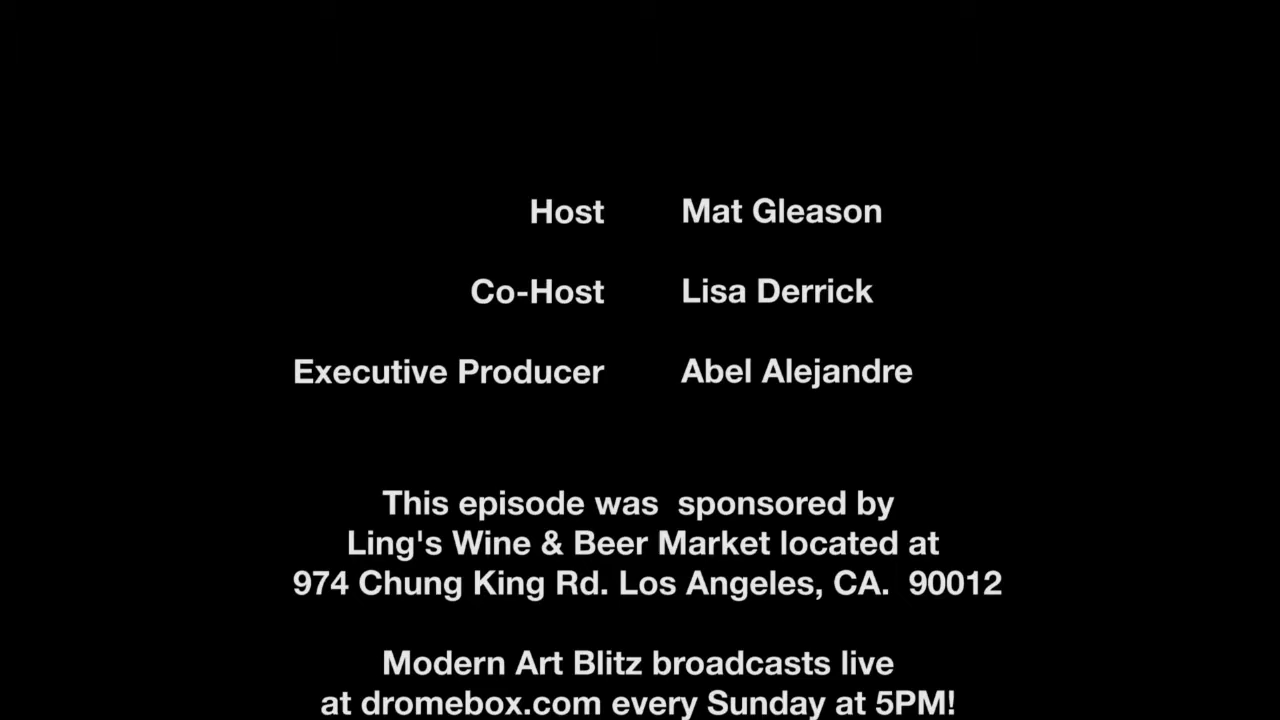 Host Mat Gleason
Co-Host Lisa Derrick
Executive Producer Abel Alejandre
This episode was  sponsored by
Ling's Wine & Beer Market located at
974 Chung King Rd. Los Angeles, CA.  90012
Modern Art Blitz broadcasts live
at dromebox.com every Sunday at 5PM!